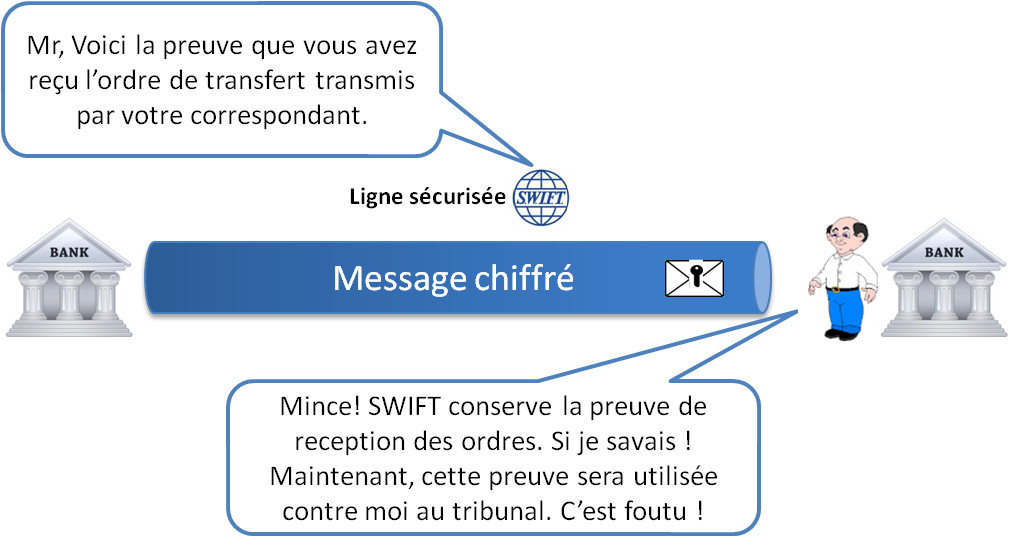 Mr, Voici la preuve que vous avez
reçu l’ordre de transfert transmis
par votre correspondant.
Ligne sécurisée
SWIFT
BANK
Message chiffré
BANK
Mince! SWIFT conserve la preuve de
reception des ordres. Si je savais !
Maintenant, cette preuve sera utilisée
contre moi au tribunal. C’est foutu !